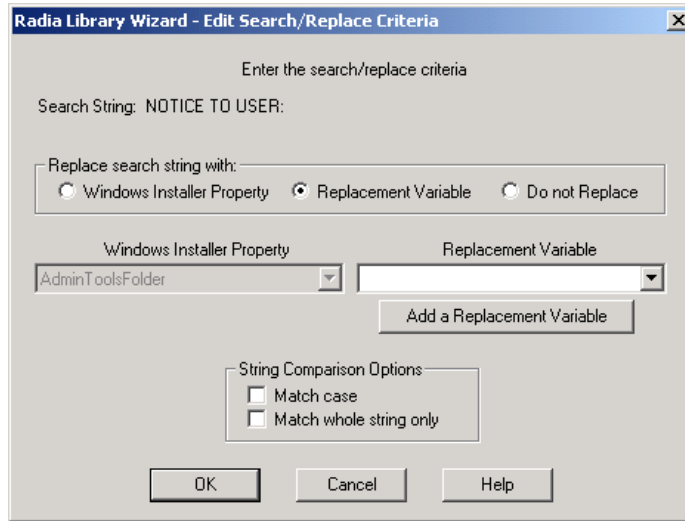 Radia Library Wizard - Edit Search/Replace Criteria
Enter the search/replace criteria
Search String: NOTICE TO USER:
Replace search string with:
Windows Installer Property Replacement Variable Do not Replace
Windows Installer Property Replacement Variable
AdminToolsFolder
Add a Replacement Variable
String Comparison Options
Match case
Match whole string only
OK Cancel Help